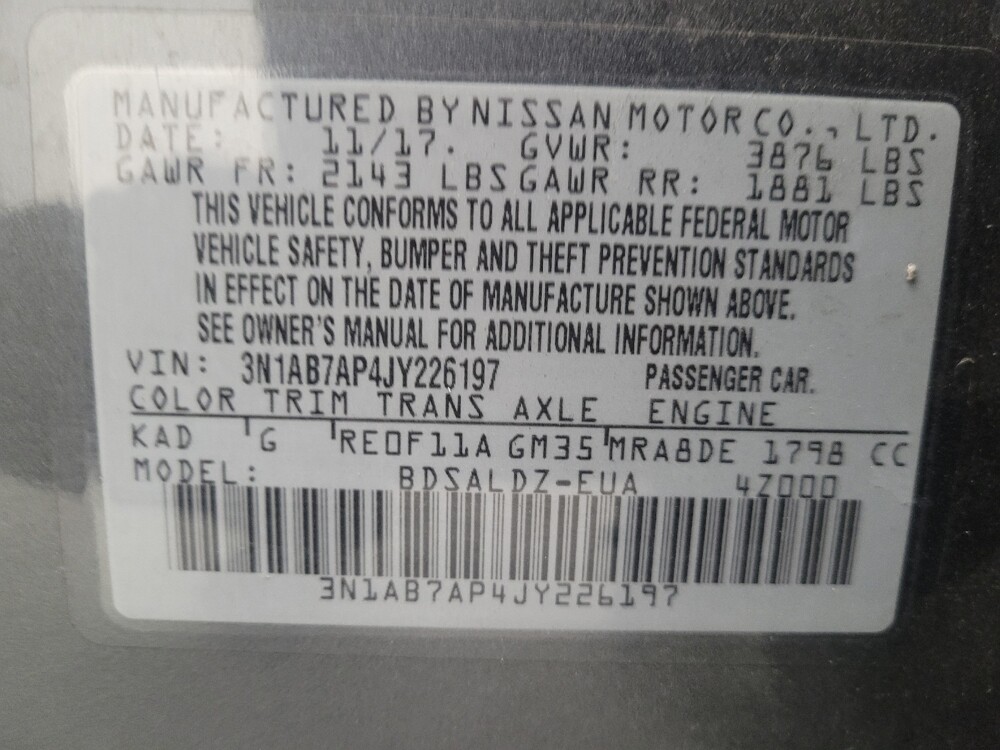 MANUFACTURED BY NISSAN MOTOR CO., LTD.
DATE: 11/17. GVWR: 3876 LBS
GAWR FR: 2143 LBS GAWR RR: 1881 LBS
THIS VEHICLE CONFORMS TO ALL APPLICABLE FEDERAL MOTOR
VEHICLE SAFETY, BUMPER AND THEFT PREVENTION STANDARDS
IN EFFECT ON THE DATE OF MANUFACTURE SHOWN ABOVE.
SEE OWNER'S MANUAL FOR ADDITIONAL INFORMATION.
VIN: 3N1AB7AP4JY226197 PASSENGER CAR.
COLOR TRIM TRANS AXLE ENGINE
KAD G RE0F11A GM35 MRA8DE 1798 CC
MODEL: BDSALDZ-EUA 4Z000
3N1AB7AP4JY226197